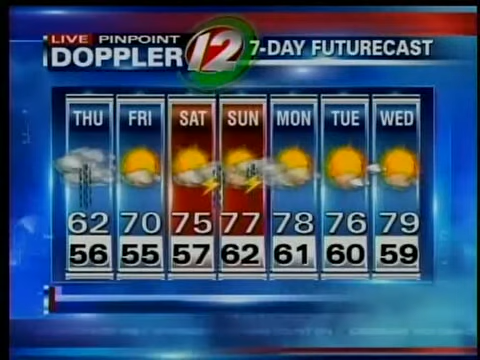 LIVE PINPOINT
DOPPLER 12 7-DAY FUTURECAST
THU FRI SAT SUN MON TUE WED
62 70 75 77 78 76 79
56 55 57 62 61 60 59